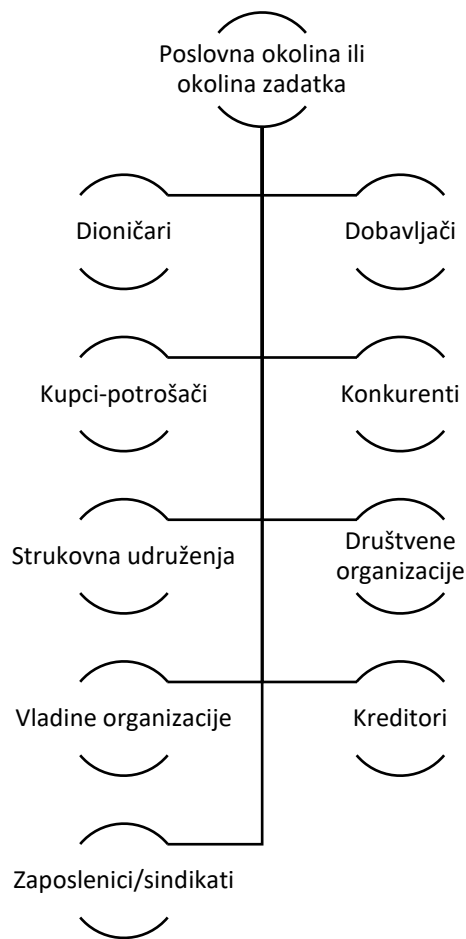 Poslovna okolina ili
okolina zadatka
Dioničari
Dobavljači
Kupci-potrošači
Konkurenti
Strukovna udruženja
Društvene
organizacije
Vladine organizacije
Kreditori
Zaposlenici/sindikati